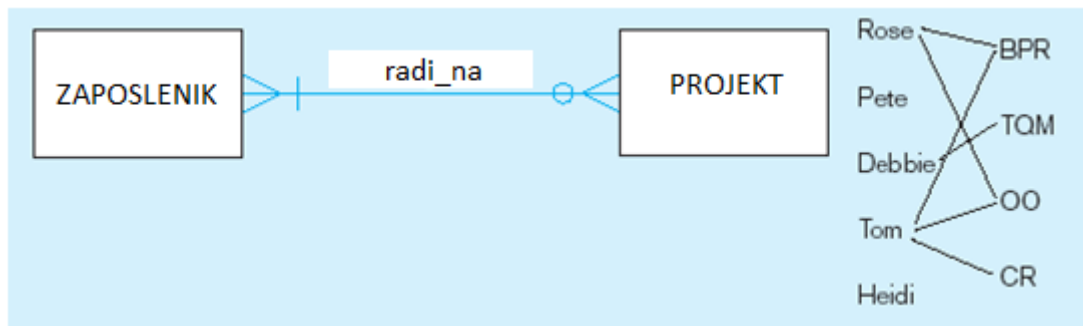 ZAPOSLENIK
radi_na
PROJEKT
Rose
Pete
Debbie
Tom
Heidi
BPR
TQM
OO
CR